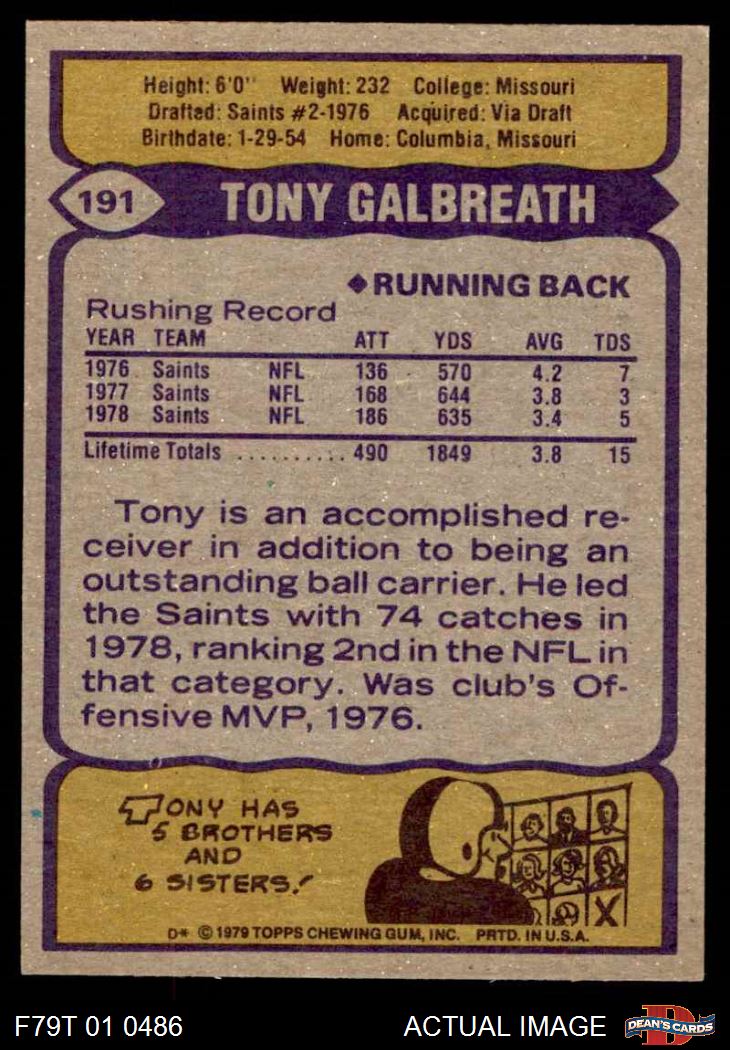 Height: 6'0" Weight: 232 College: Missouri
Drafted: Saints #2-1976 Acquired: Via Draft
Birthdate: 1-29-54 Home: Columbia, Missouri
191 TONY GALBREATH
◆RUNNING BACK
Rushing Record
YEAR TEAM ATT YDS AVG TDS
1976 Saints NFL 136 570 4.2 7
1977 Saints NFL 168 644 3.8 3
1978 Saints NFL 186 635 3.4 5
Lifetime Totals .......... 490 1849 3.8 15
Tony is an accomplished re-
ceiver in addition to being an
outstanding ball carrier. He led
the Saints with 74 catches in
1978, ranking 2nd in the NFL in
that category. Was club's Of-
fensive MVP, 1976.
TONY HAS
5 BROTHERS
AND
6 SISTERS!
X
D* © 1979 TOPPS CHEWING GUM, INC. PRTD. IN U.S.A.
F79T 01 0486 ACTUAL IMAGE D DEAN'S CARDS